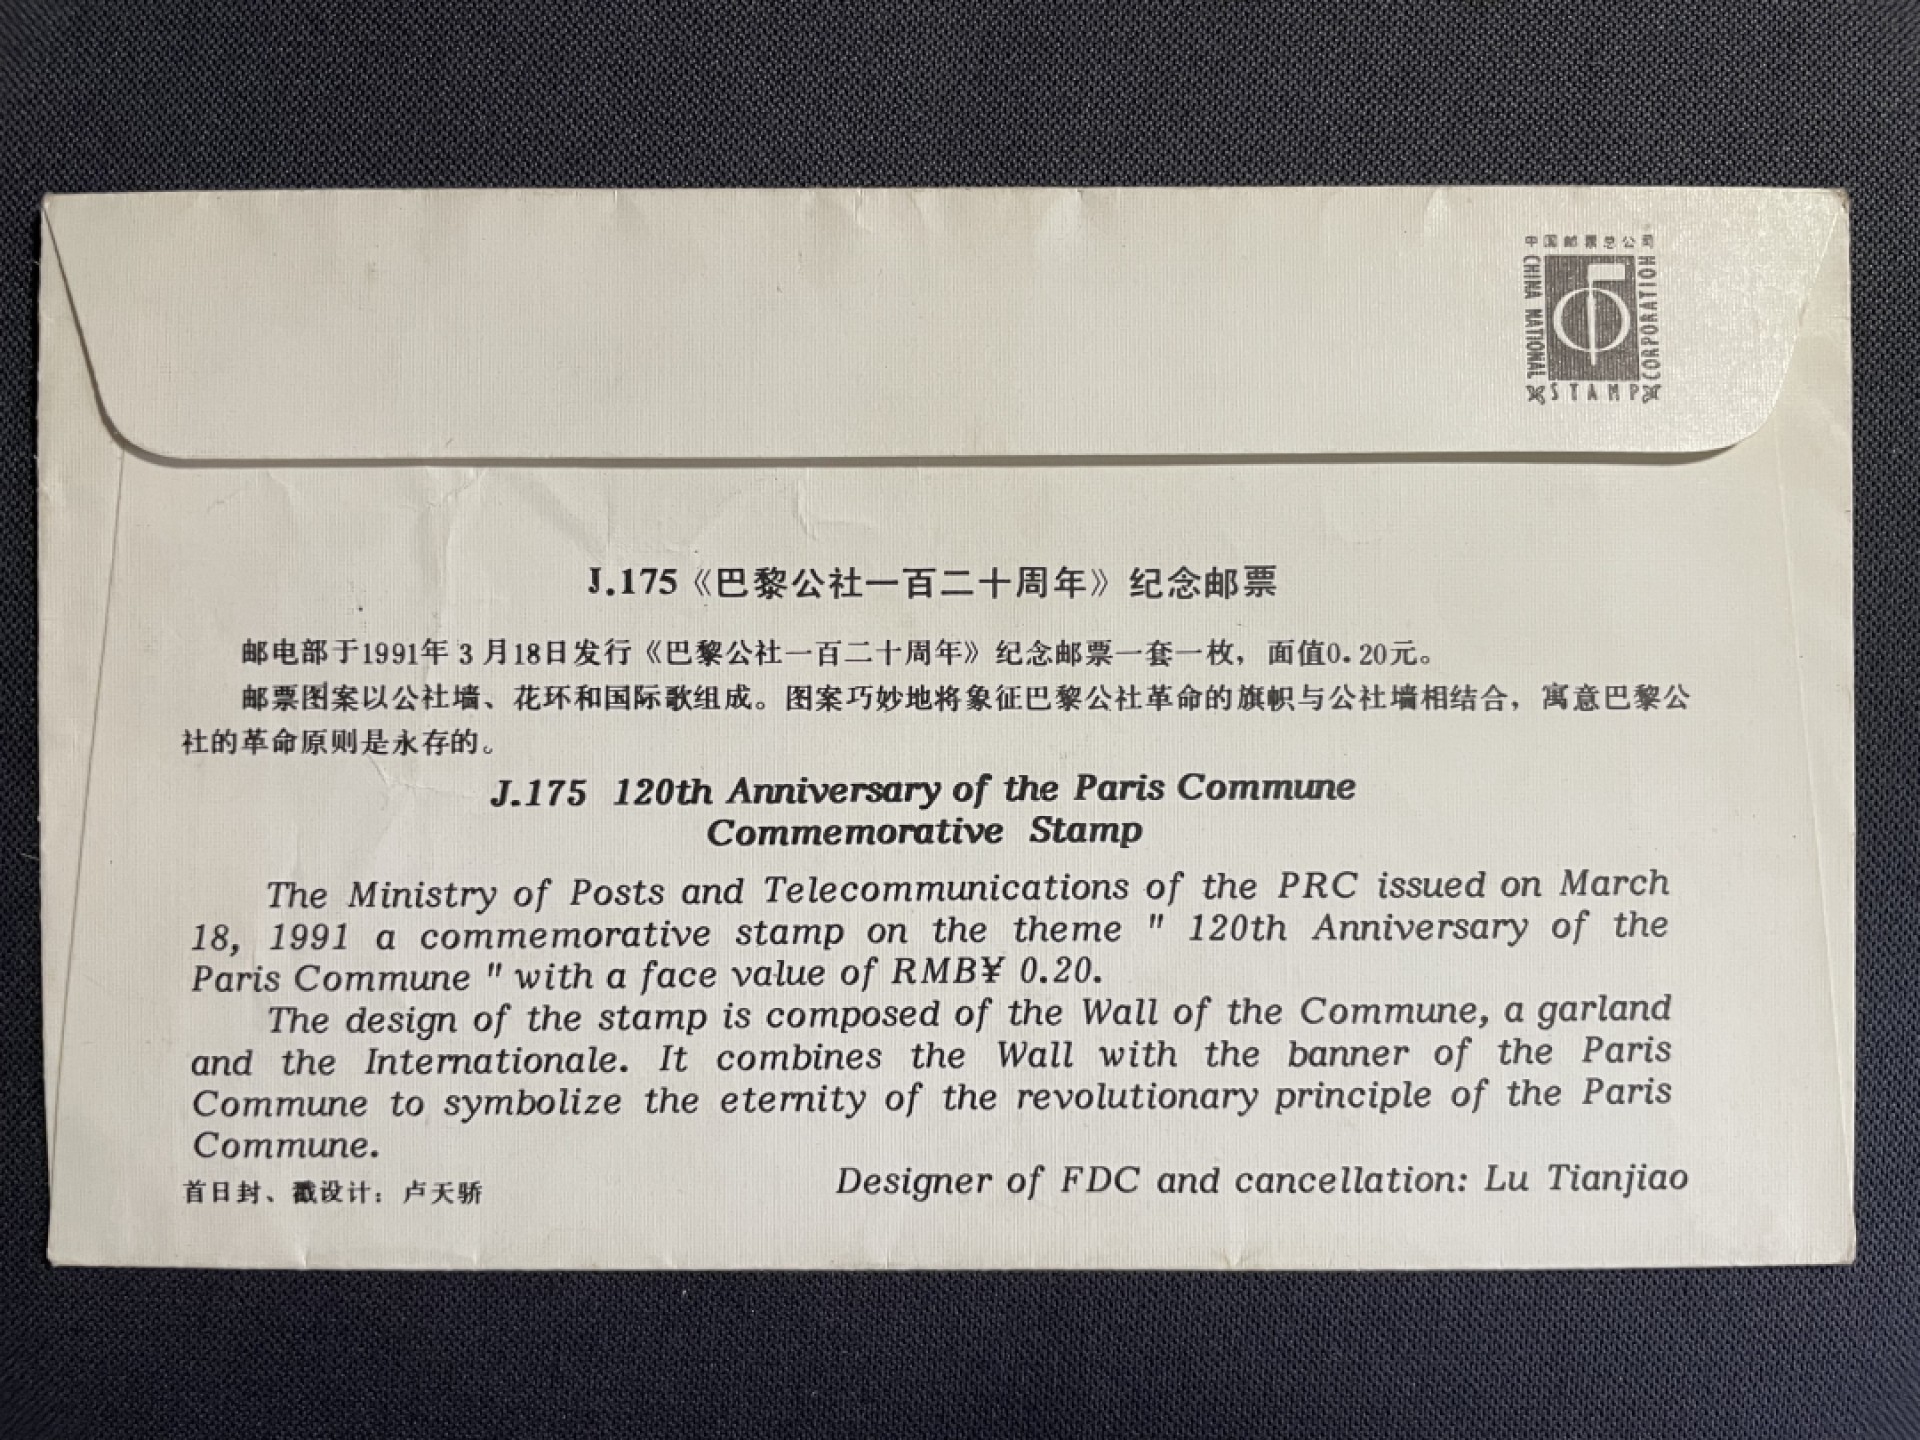 中国邮票总公司
CHINA NATIONAL
STAMP
CORPORATION
J.175《巴黎公社一百二十周年》纪念邮票
邮电部于1991年3月18日发行《巴黎公社一百二十周年》纪念邮票一套一枚，面值0.20元。
邮票图案以公社墙、花环和国际歌组成。图案巧妙地将象征巴黎公社革命的旗帜与公社墙相结合，寓意巴黎公
社的革命原则是永存的。
J.175 120th Anniversary of the Paris Commune
Commemorative Stamp
The Ministry of Posts and Telecommunications of the PRC issued on March
18, 1991 a commemorative stamp on the theme " 120th Anniversary of the
Paris Commune " with a face value of RMB¥ 0.20.
The design of the stamp is composed of the Wall of the Commune, a garland
and the Internationale. It combines the Wall with the banner of the Paris
Commune to symbolize the eternity of the revolutionary principle of the Paris
Commune.
首日封、戳设计：卢天骄
Designer of FDC and cancellation: Lu Tianjiao